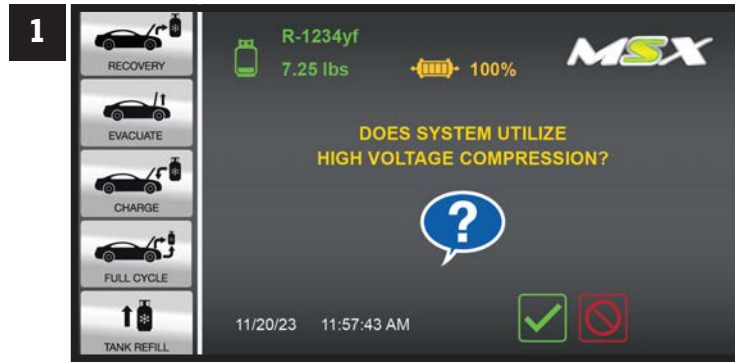 1
RECOVERY
EVACUATE
CHARGE
FULL CYCLE
TANK REFILL
R-1234yf
7.25 lbs
100%
MSX
DOES SYSTEM UTILIZE
HIGH VOLTAGE COMPRESSION?
?
11/20/23 11:57:43 AM